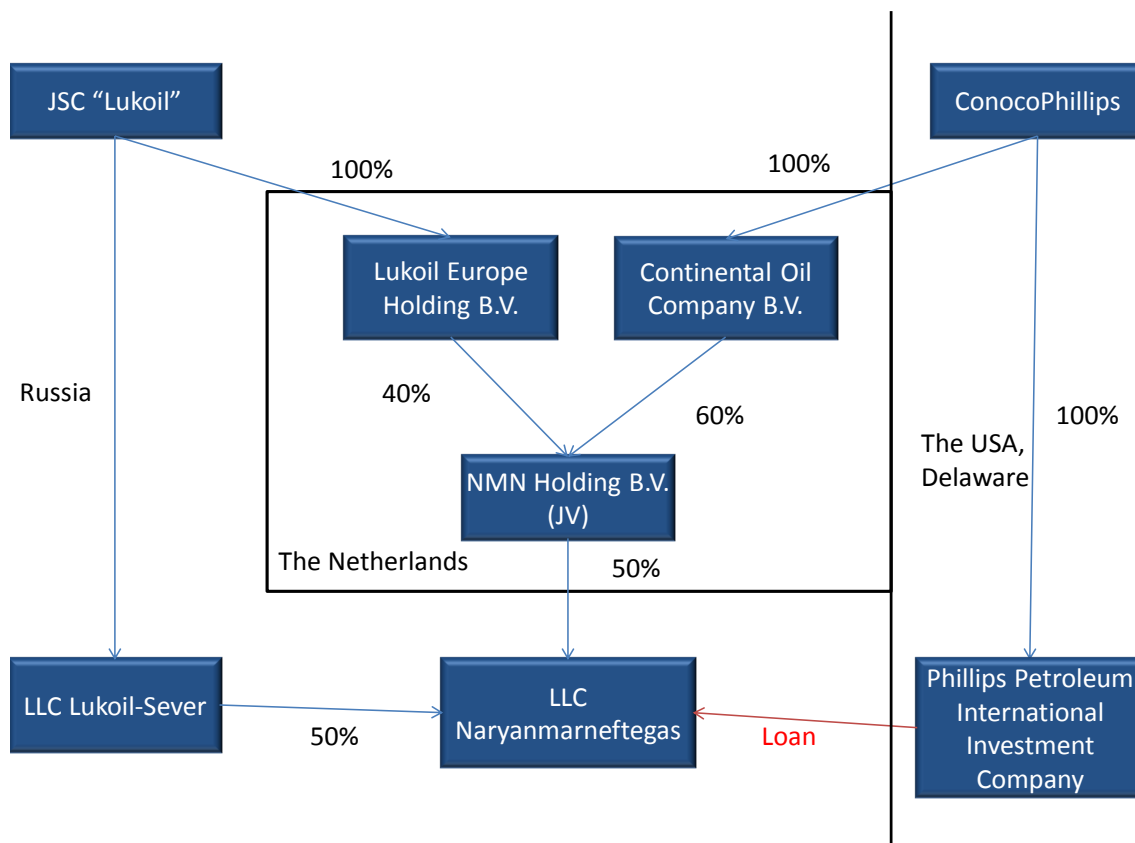 JSC “Lukoil”
ConocoPhillips
100%
100%
Lukoil Europe
Holding B.V.
Continental Oil
Company B.V.
Russia
40%
60%
100%
The USA,
Delaware
NMN Holding B.V.
(JV)
The Netherlands
50%
LLC Lukoil-Sever
50%
LLC
Naryanmarneftegas
Loan
Phillips Petroleum
International
Investment
Company